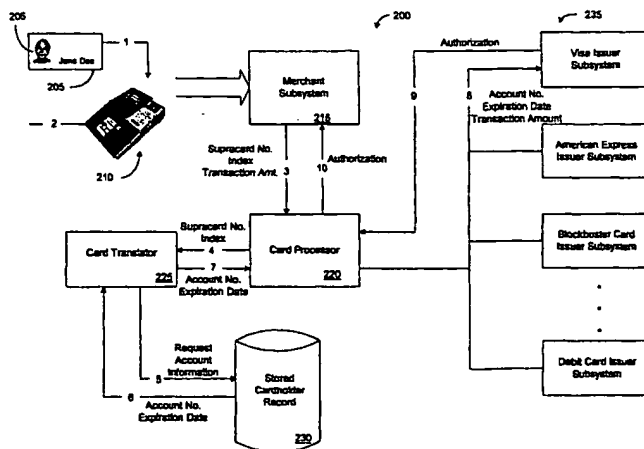 206
1
Jane Doe
205
2
210
200
235
Merchant
Subsystem
215
Authorization
9
8
Account No.
Expiration Date
Transaction Amount
Visa Issuer
Subsystem
Supracard No.
Index
Transaction Amt.
3
10
Authorization
American Express
Issuer Subsystem
Supracard No.
Index
4
7
Account No.
Expiration Date
Card Translator
225
Card Processor
220
Blockboster Card
Issuer Subsystem
Request
Account
Information
5
6
Account No.
Expiration Date
Stored
Cardholder
Record
230
Debit Card Issuer
Subsystem